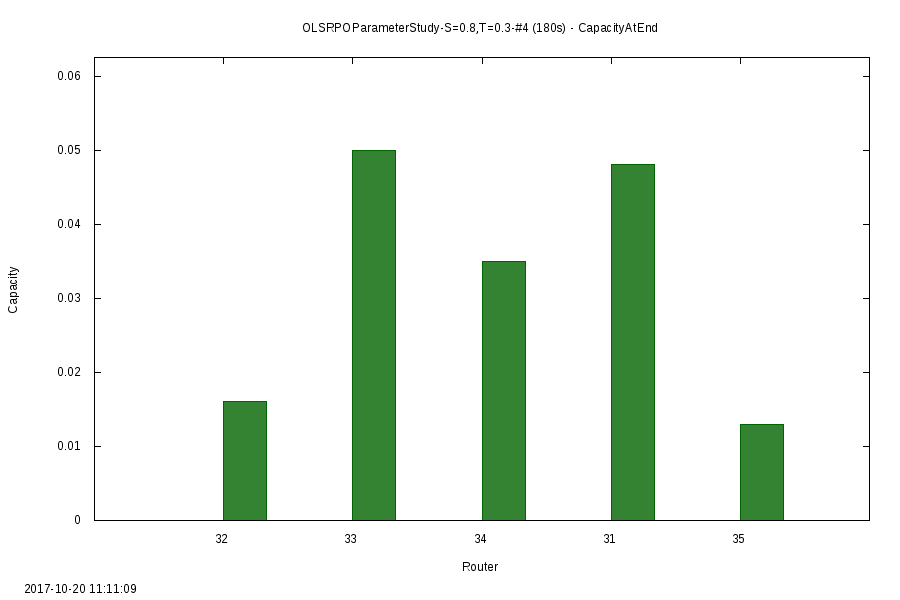 OLSRPOParameterStudy-S=0.8,T=0.3-#4 (180s) - CapacityAtEnd
0.06
0.05
0.04
0.03
0.02
0.01
0
Capacity
32 33 34 31 35
Router
2017-10-20 11:11:09